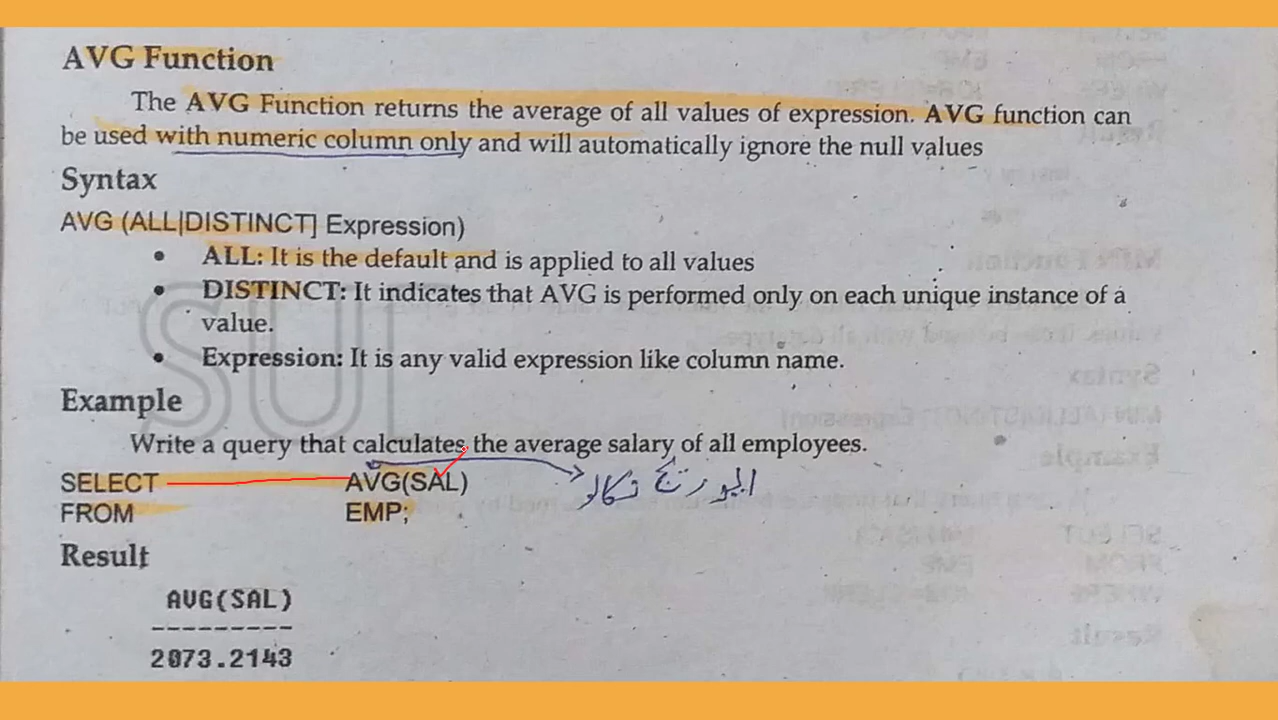 AVG Function
The AVG Function returns the average of all values of expression. AVG function can
be used with numeric column only and will automatically ignore the null values
Syntax
AVG (ALL|DISTINCT] Expression)
• ALL: It is the default and is applied to all values
• DISTINCT: It indicates that AVG is performed only on each unique instance of a
value.
• Expression: It is any valid expression like column name.
Example
Write a query that calculates the average salary of all employees.
SELECT AVG(SAL)
ایوریج نکالو
FROM EMP;
Result
AVG(SAL)
---------
2073.2143